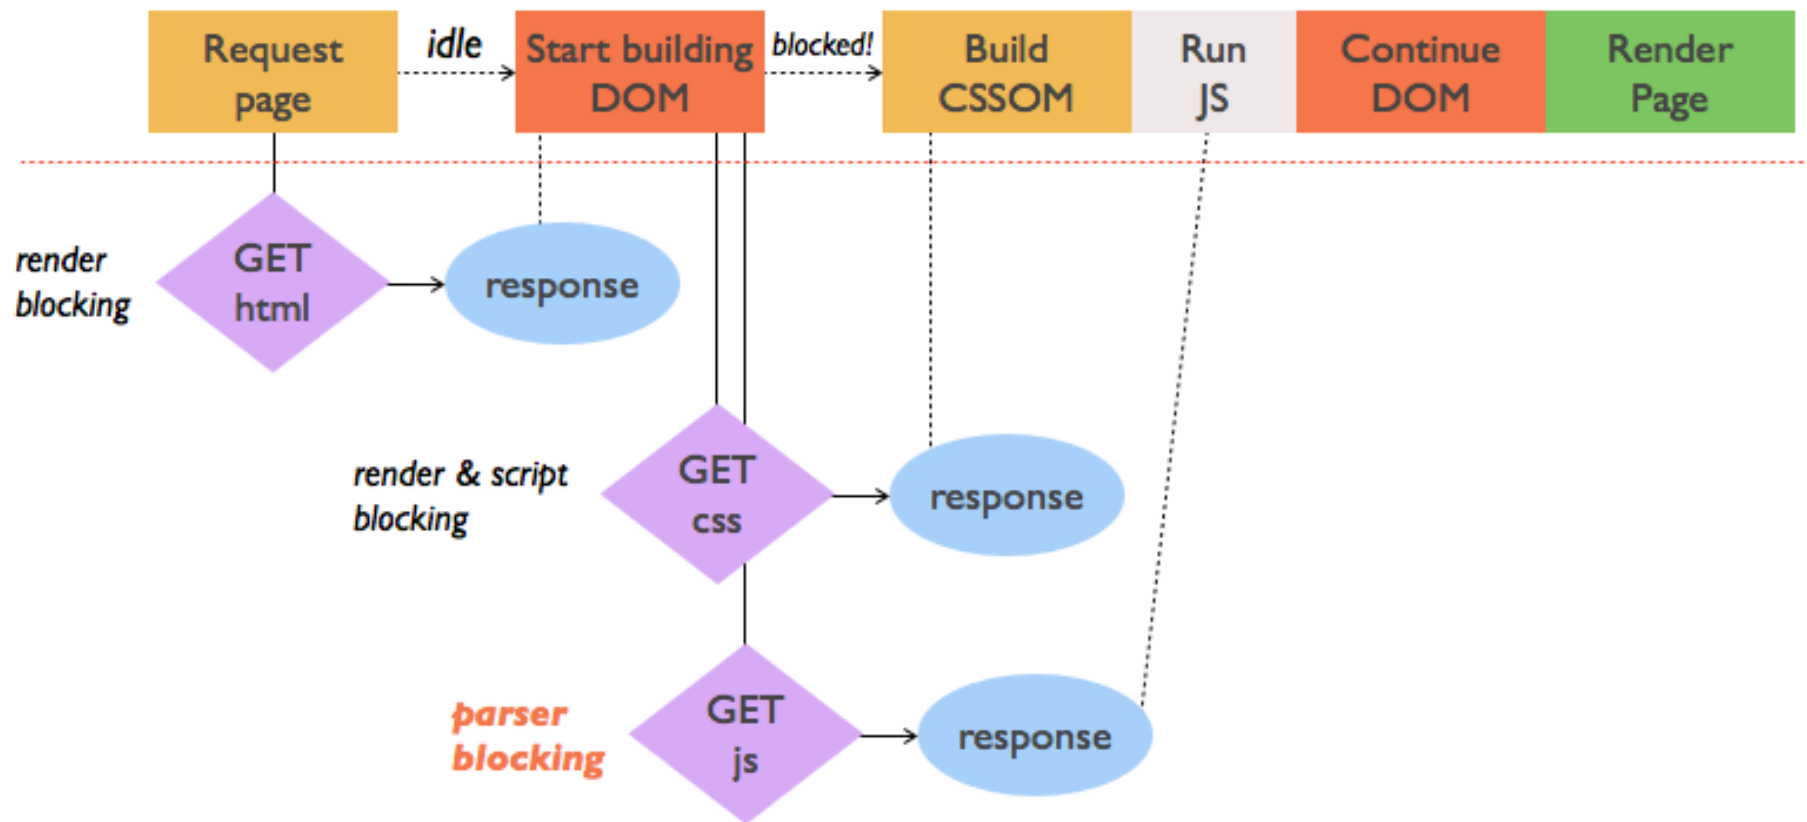 Request
page
idle
Start building
DOM
blocked!
Build
CSSOM
Run
JS
Continue
DOM
Render
Page
render
blocking
GET
html
response
render & script
blocking
GET
css
response
parser
blocking
GET
js
response